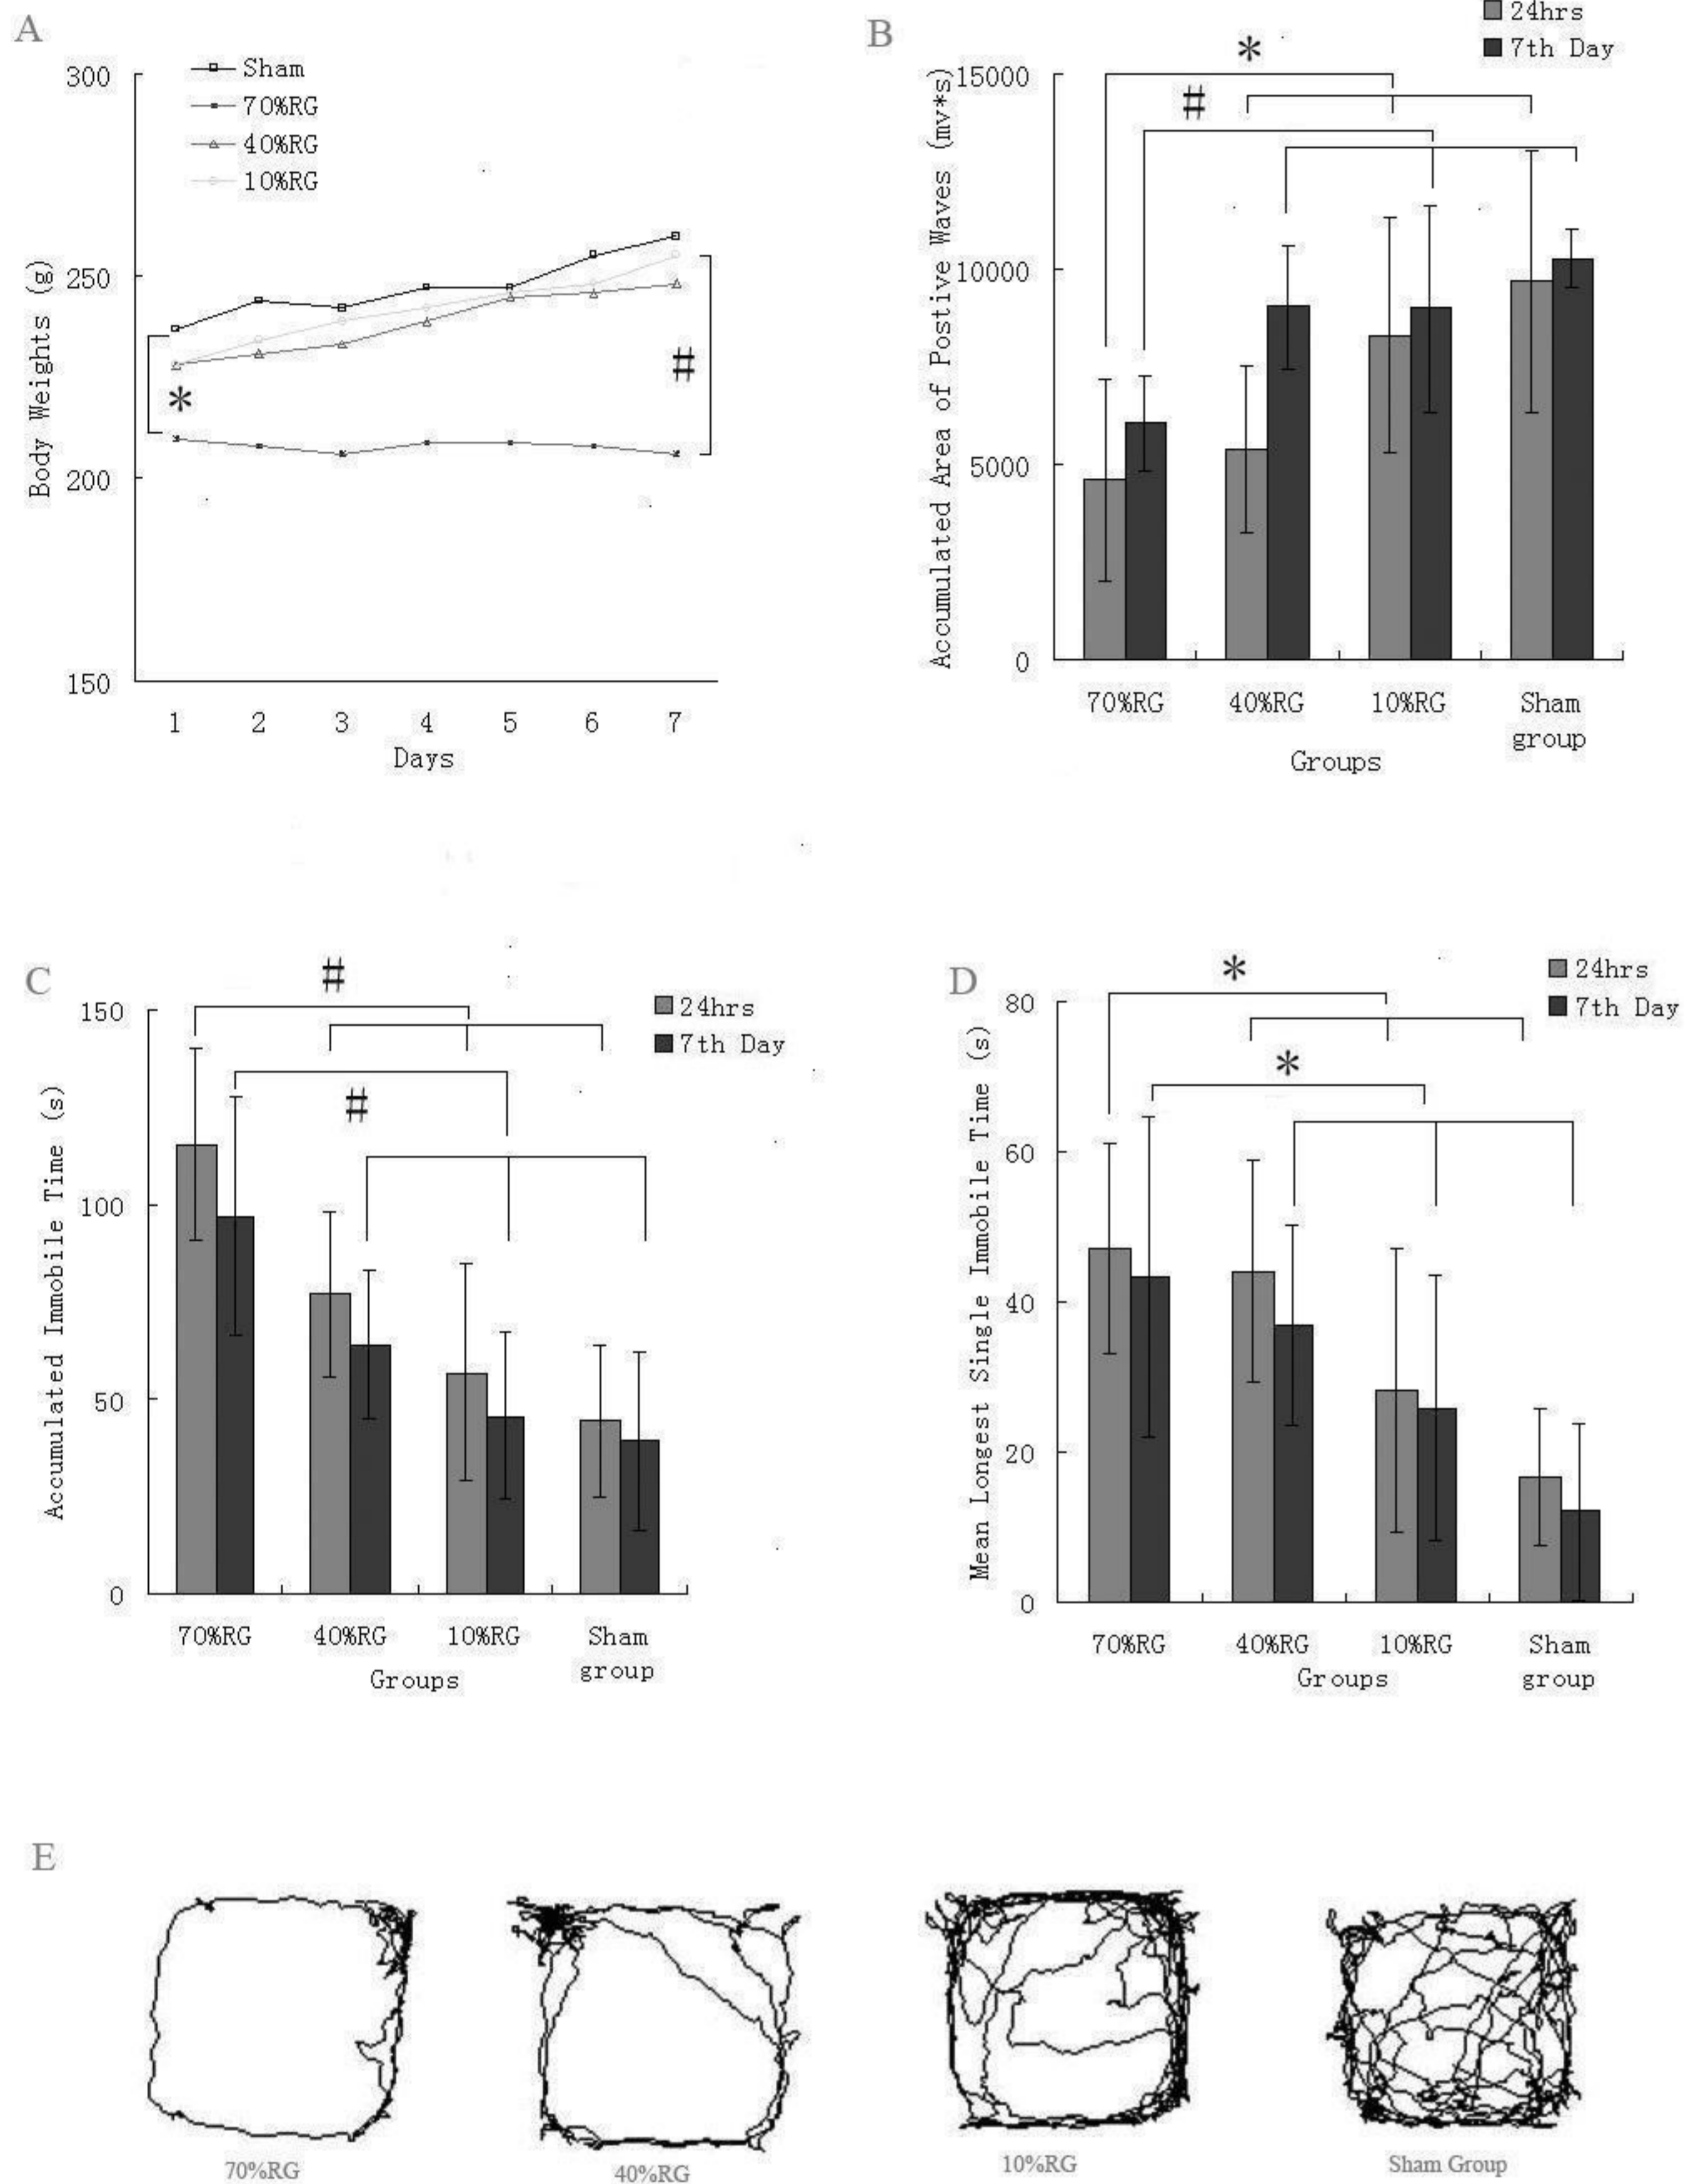 A
Sham
70%RG
40%RG
10%RG
300
250
200
150
Body Weights (g)
*
#
1 2 3 4 5 6 7
Days
B
24hrs
7th Day
*
#
15000
10000
5000
0
Accumulated Area of Postive Waves (mv*s)
70%RG 40%RG 10%RG Sham
group
Groups
C
24hrs
7th Day
#
#
150
100
50
0
Accumulated Immobile Time (s)
70%RG 40%RG 10%RG Sham
group
Groups
D
24hrs
7th Day
*
*
80
60
40
20
0
Mean Longest Single Immobile Time (s)
70%RG 40%RG 10%RG Sham
group
Groups
E
70%RG 40%RG 10%RG Sham Group